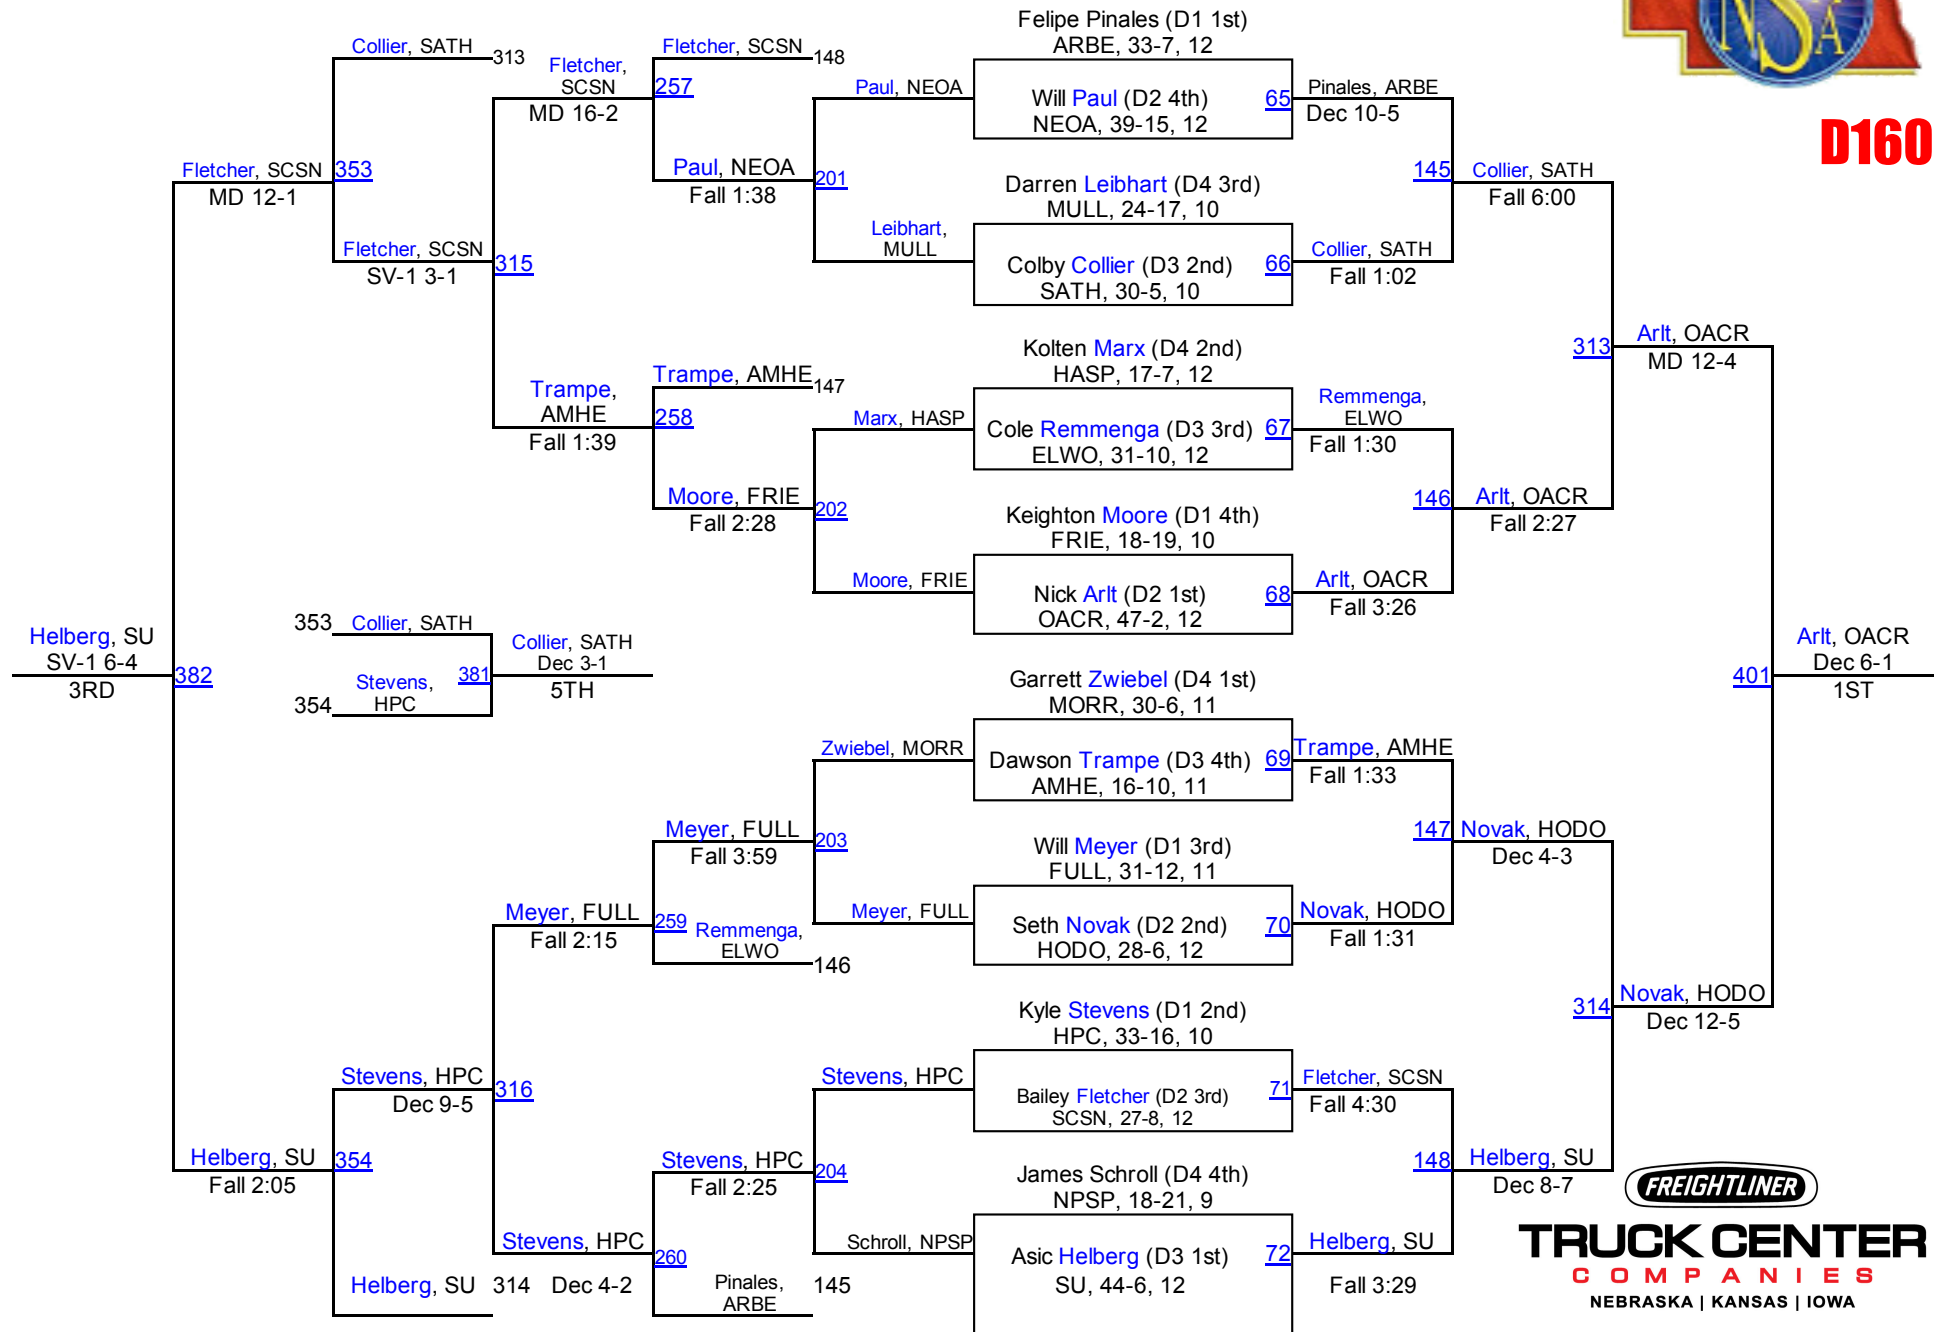 Felipe Pinales (D1 1st)
ARBE, 33-7, 12
Will Paul (D2 4th)
NEOA, 39-15, 12
65
Darren Leibhart (D4 3rd)
MULL, 24-17, 10
Colby Collier (D3 2nd)
SATH, 30-5, 10
66
Kolten Marx (D4 2nd)
HASP, 17-7, 12
Cole Remmenga (D3 3rd)
ELWO, 31-10, 12
67
Keighton Moore (D1 4th)
FRIE, 18-19, 10
Nick Arlt (D2 1st)
OACR, 47-2, 12
68
Garrett Zwiebel (D4 1st)
MORR, 30-6, 11
Dawson Trampe (D3 4th)
AMHE, 16-10, 11
69
Will Meyer (D1 3rd)
FULL, 31-12, 11
Seth Novak (D2 2nd)
HODO, 28-6, 12
70
Kyle Stevens (D1 2nd)
HPC, 33-16, 10
Bailey Fletcher (D2 3rd)
SCSN, 27-8, 12
71
James Schroll (D4 4th)
NPSP, 18-21, 9
Asic Helberg (D3 1st)
SU, 44-6, 12
72
Pinales, ARBE
Dec 10-5
145
Collier, SATH
Fall 1:02
Remmenga,
ELWO
Fall 1:30
146
Arlt, OACR
Fall 3:26
Trampe, AMHE
Fall 1:33
147
Novak, HODO
Fall 1:31
Fletcher, SCSN
Fall 4:30
148
Helberg, SU
Fall 3:29
Collier, SATH
Fall 6:00
313
Arlt, OACR
Fall 2:27
Novak, HODO
Dec 4-3
314
Helberg, SU
Dec 8-7
Arlt, OACR
MD 12-4
401
Novak, HODO
Dec 12-5
Arlt, OACR
Dec 6-1
1ST
Paul, NEOA
201
Leibhart,
MULL
Marx, HASP
202
Moore, FRIE
Zwiebel, MORR
203
Meyer, FULL
Stevens, HPC
204
Schroll, NPSP
Fletcher, SCSN
148
257
Paul, NEOA
Fall 1:38
Trampe, AMHE
147
258
Moore, FRIE
Fall 2:28
Meyer, FULL
Fall 3:59
259
Remmenga,
ELWO
146
Stevens, HPC
Fall 2:25
260
Pinales,
ARBE
145
Fletcher,
SCSN
MD 16-2
315
Trampe,
AMHE
Fall 1:39
Meyer, FULL
Fall 2:15
316
Stevens, HPC
Dec 4-2
Collier, SATH
313
353
Fletcher, SCSN
SV-1 3-1
Stevens, HPC
Dec 9-5
354
Helberg, SU
314
Fletcher, SCSN
MD 12-1
382
Helberg, SU
Fall 2:05
Helberg, SU
SV-1 6-4
3RD
353
Collier, SATH
381
354
Stevens,
HPC
Collier, SATH
Dec 3-1
5TH
NSA
D160
FREIGHTLINER
TRUCK CENTER
COMPANIES
NEBRASKA | KANSAS | IOWA